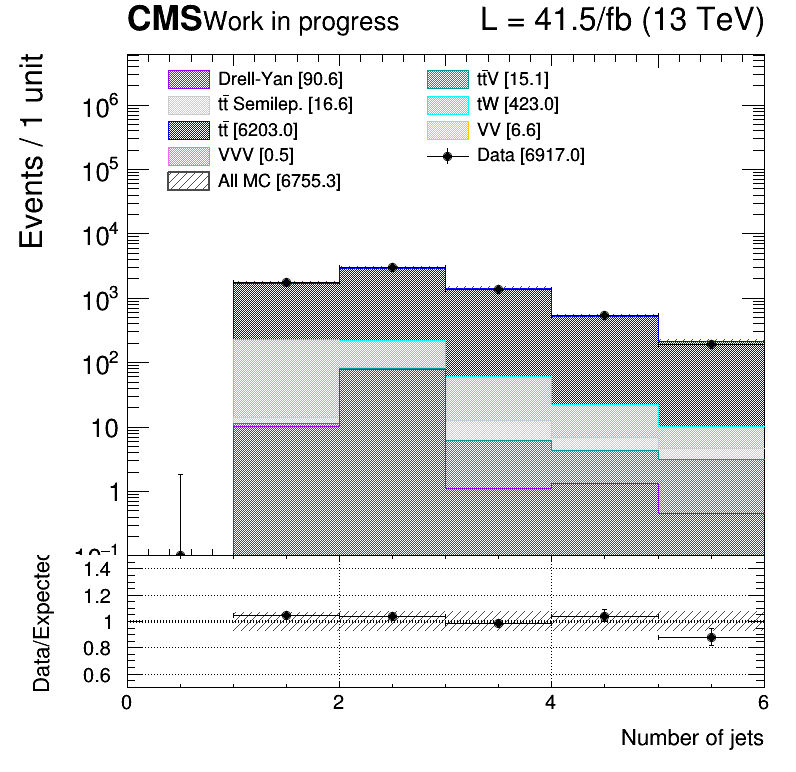 CMS Work in progress L = 41.5/fb (13 TeV)
Drell-Yan [90.6] tt̄V [15.1]
tt̄ Semilep. [16.6] tW [423.0]
tt̄ [6203.0] VV [6.6]
VVV [0.5] Data [6917.0]
All MC [6755.3]
Events / 1 unit
10⁶
10⁵
10⁴
10³
10²
10
1
10⁻¹
Data/Expected
1.4
1.2
1
0.8
0.6
0 2 4 6
Number of jets